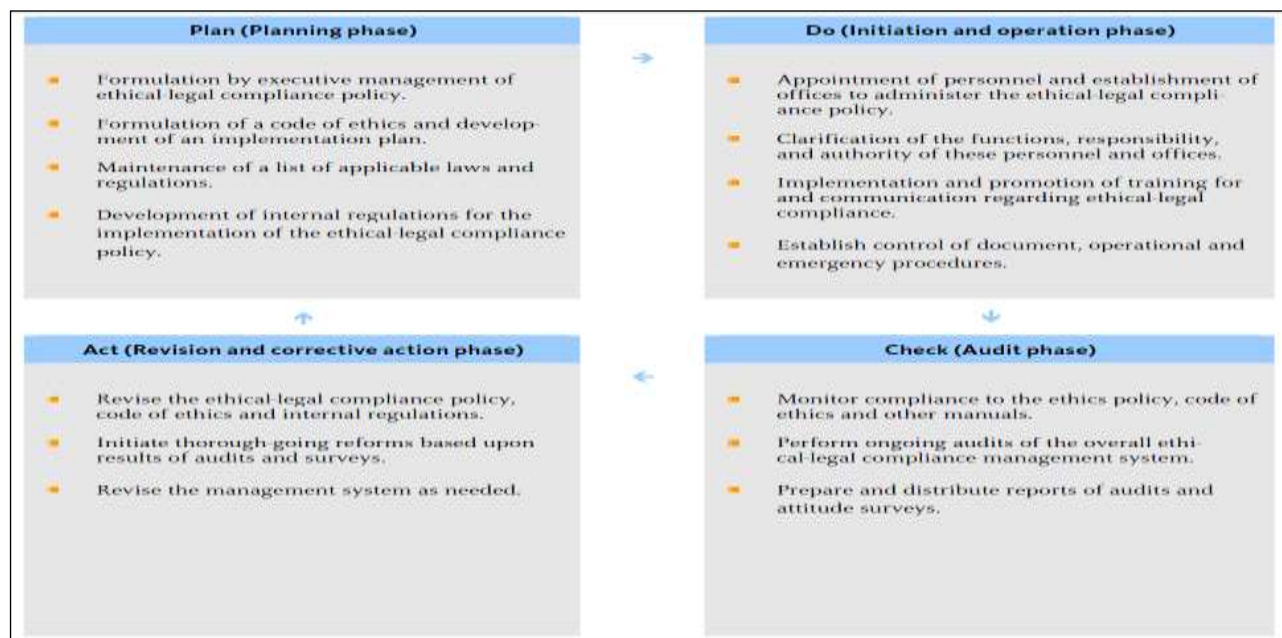 Plan (Planning phase)
Formulation by executive management of
ethical-legal compliance policy.
Formulation of a code of ethics and develop-
ment of an implementation plan.
Maintenance of a list of applicable laws and
regulations.
Development of internal regulations for the
implementation of the ethical-legal compliance
policy.
Do (Initiation and operation phase)
Appointment of personnel and establishment of
offices to administer the ethical-legal compli-
ance policy.
Clarification of the functions, responsibility,
and authority of these personnel and offices.
Implementation and promotion of training for
and communication regarding ethical-legal
compliance.
Establish control of document, operational and
emergency procedures.
Act (Revision and corrective action phase)
Revise the ethical-legal compliance policy,
code of ethics and internal regulations.
Initiate thorough-going reforms based upon
results of audits and surveys.
Revise the management system as needed.
Check (Audit phase)
Monitor compliance to the ethics policy, code of
ethics and other manuals.
Perform ongoing audits of the overall ethi-
cal-legal compliance management system.
Prepare and distribute reports of audits and
attitude surveys.